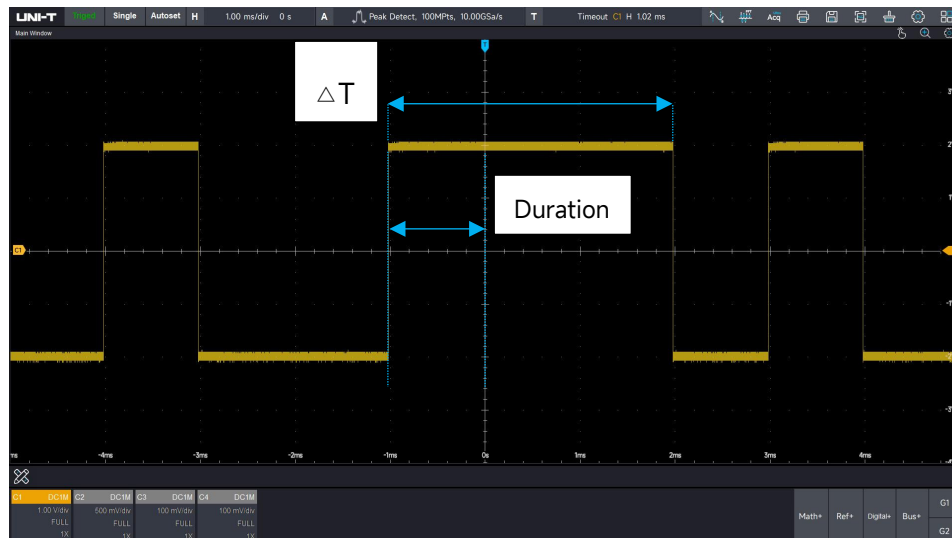 UNI-T Triged Single Autoset H 1.00 ms/div 0 s A Peak Detect, 100MPts, 10.00GSa/s T Timeout C1 H 1.02 ms Acq
Main Window
T
△T
Duration
C1
-4ms -3ms -2ms -1ms 0s 1ms 2ms 3ms 4ms
C1 DC1M C2 DC1M C3 DC1M C4 DC1M
1.00 V/div 500 mV/div 100 mV/div 100 mV/div
FULL FULL FULL FULL
1X 1X 1X 1X
Math+ Ref+ Digital+ Bus+ G1
G2